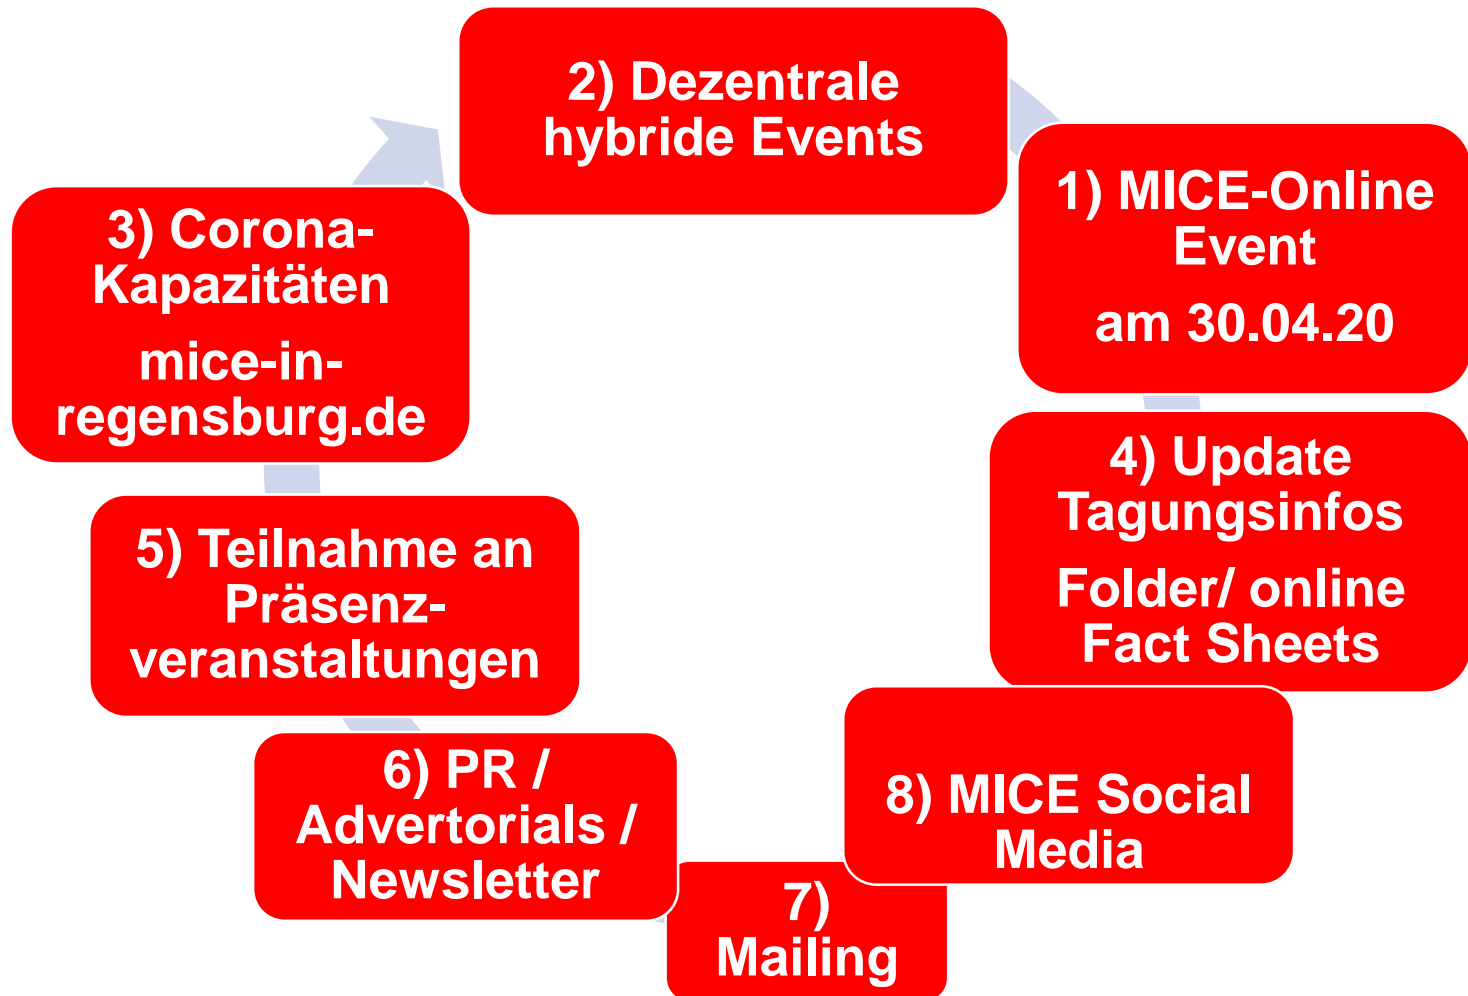 2) Dezentrale
hybride Events
1) MICE-Online
Event
am 30.04.20
3) Corona-
Kapazitäten
mice-in-
regensburg.de
4) Update
Tagungsinfos
Folder/ online
Fact Sheets
5) Teilnahme an
Präsenz-
veranstaltungen
6) PR /
Advertorials /
Newsletter
8) MICE Social
Media
7)
Mailing